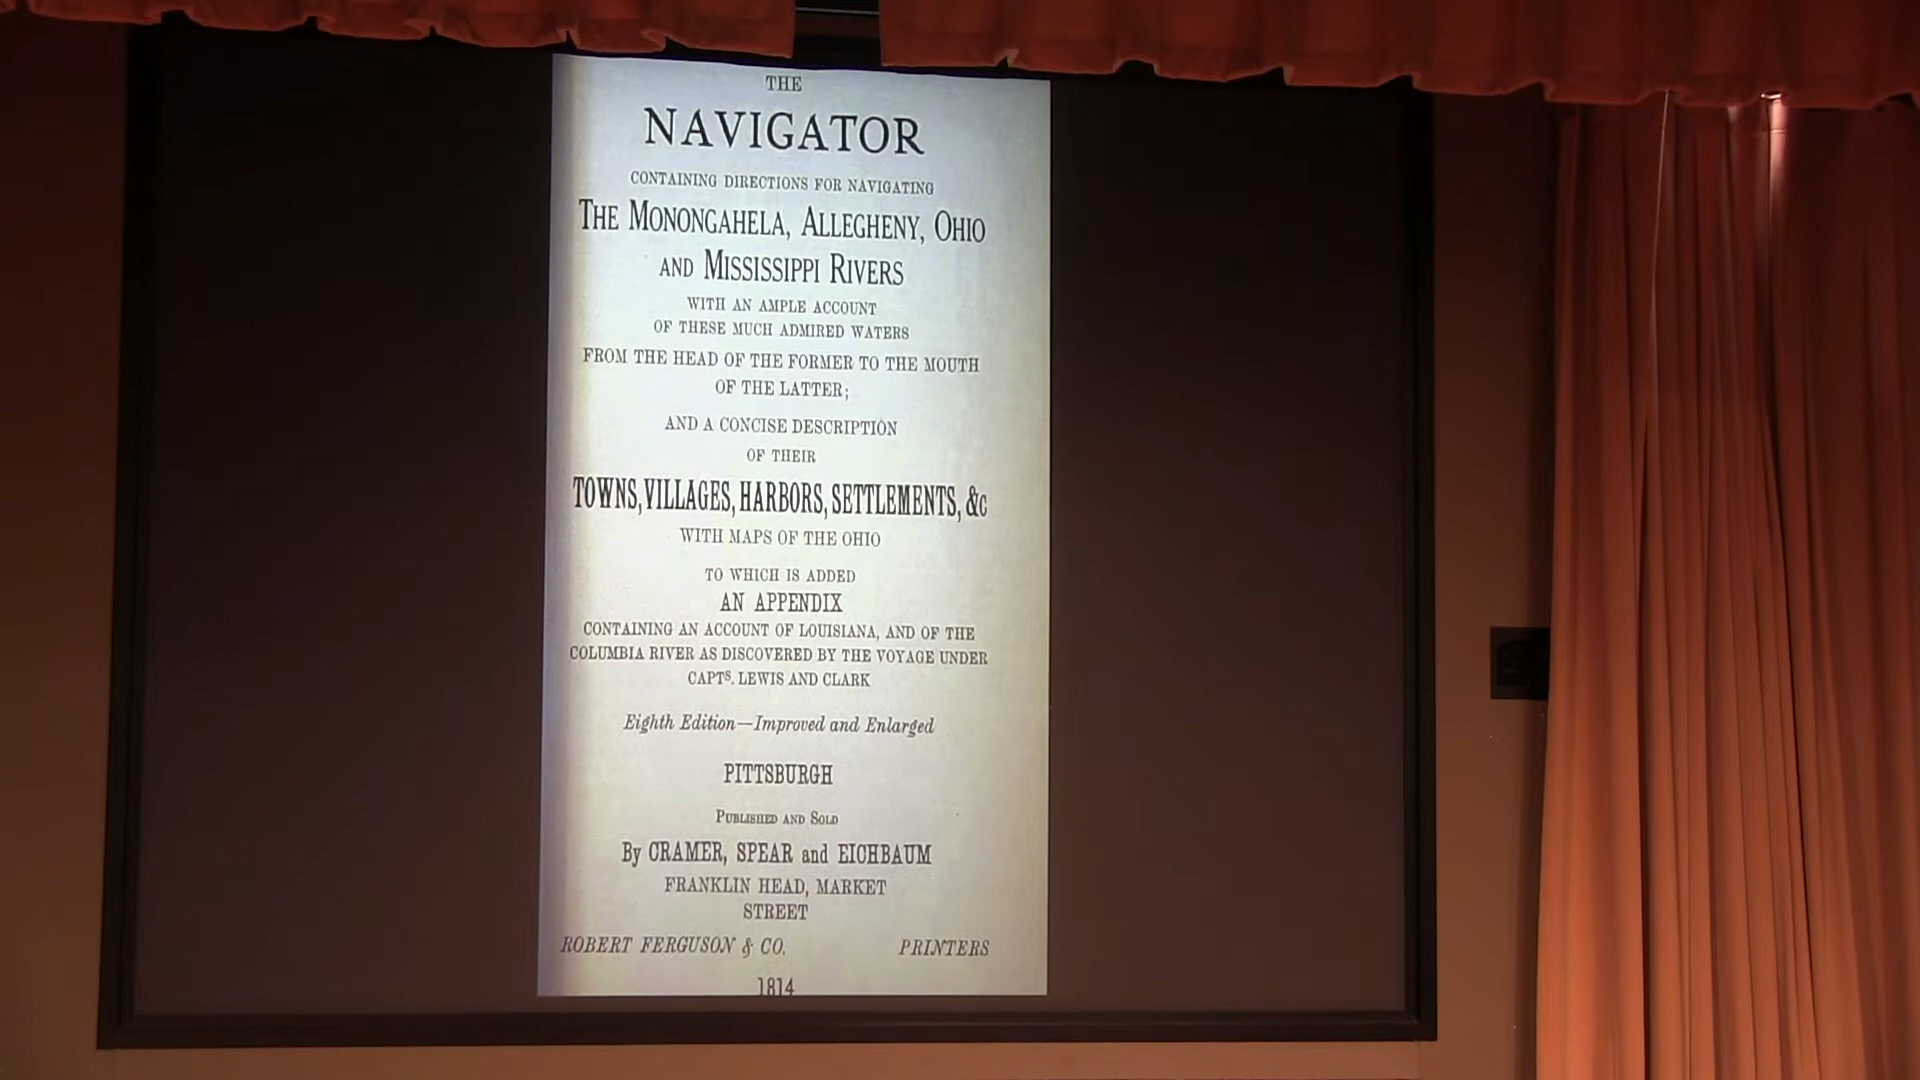 THE
NAVIGATOR
CONTAINING DIRECTIONS FOR NAVIGATING
THE MONONGAHELA, ALLEGHENY, OHIO
AND MISSISSIPPI RIVERS
WITH AN AMPLE ACCOUNT
OF THESE MUCH ADMIRED WATERS
FROM THE HEAD OF THE FORMER TO THE MOUTH
OF THE LATTER;
AND A CONCISE DESCRIPTION
OF THEIR
TOWNS, VILLAGES, HARBORS, SETTLEMENTS, &c
WITH MAPS OF THE OHIO
TO WHICH IS ADDED
AN APPENDIX
CONTAINING AN ACCOUNT OF LOUISIANA, AND OF THE
COLUMBIA RIVER AS DISCOVERED BY THE VOYAGE UNDER
CAPTS. LEWIS AND CLARK
Eighth Edition—Improved and Enlarged
PITTSBURGH
PUBLISHED AND SOLD
By CRAMER, SPEAR and EICHBAUM
FRANKLIN HEAD, MARKET
STREET
ROBERT FERGUSON & CO. PRINTERS
1814